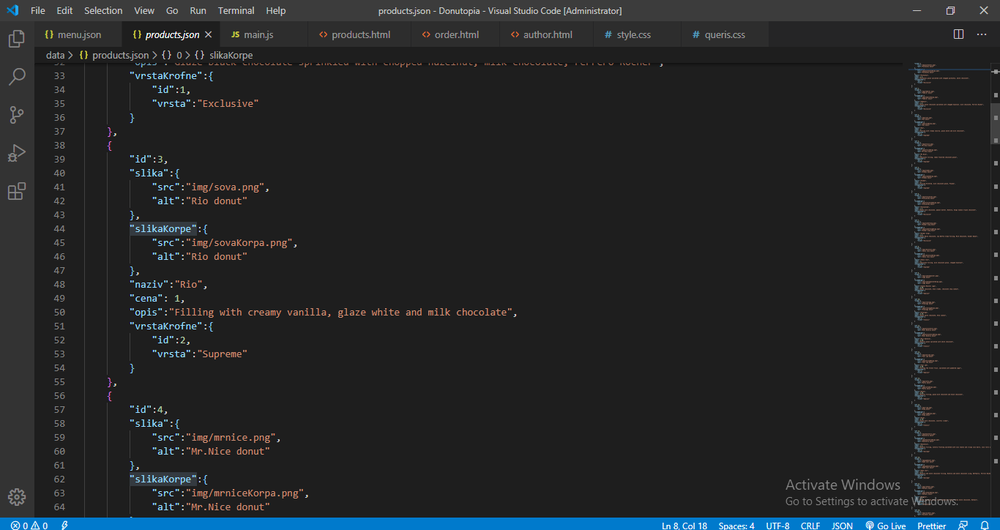 File Edit Selection View Go Run Terminal Help products.json - Donutopia - Visual Studio Code [Administrator]
{} menu.json {} products.json × JS main.js <> products.html <> order.html <> author.html # style.css # queris.css ...
data > {} products.json > {} 0 > {} slikaKorpe
32 "opis":"Glaze black chocolate sprinkled with chopped hazelnut, milk chocolate, Ferrero Rocher",
33 "vrstaKrofne":{
34 "id":1,
35 "vrsta":"Exclusive"
36 }
37 },
38 {
39 "id":3,
40 "slika":{
41 "src":"img/sova.png",
42 "alt":"Rio donut"
43 },
44 "slikaKorpe":{
45 "src":"img/sovaKorpa.png",
46 "alt":"Rio donut"
47 },
48 "naziv":"Rio",
49 "cena": 1,
50 "opis":"Filling with creamy vanilla, glaze white and milk chocolate",
51 "vrstaKrofne":{
52 "id":2,
53 "vrsta":"Supreme"
54 }
55 },
56 {
57 "id":4,
58 "slika":{
59 "src":"img/mrnice.png",
60 "alt":"Mr.Nice donut"
61 },
62 "slikaKorpe":{
63 "src":"img/mrniceKorpa.png",
64 "alt":"Mr.Nice donut"
Activate Windows
Go to Settings to activate Windows.
0 0 Ln 8, Col 18 Spaces: 4 UTF-8 CRLF JSON Go Live Prettier